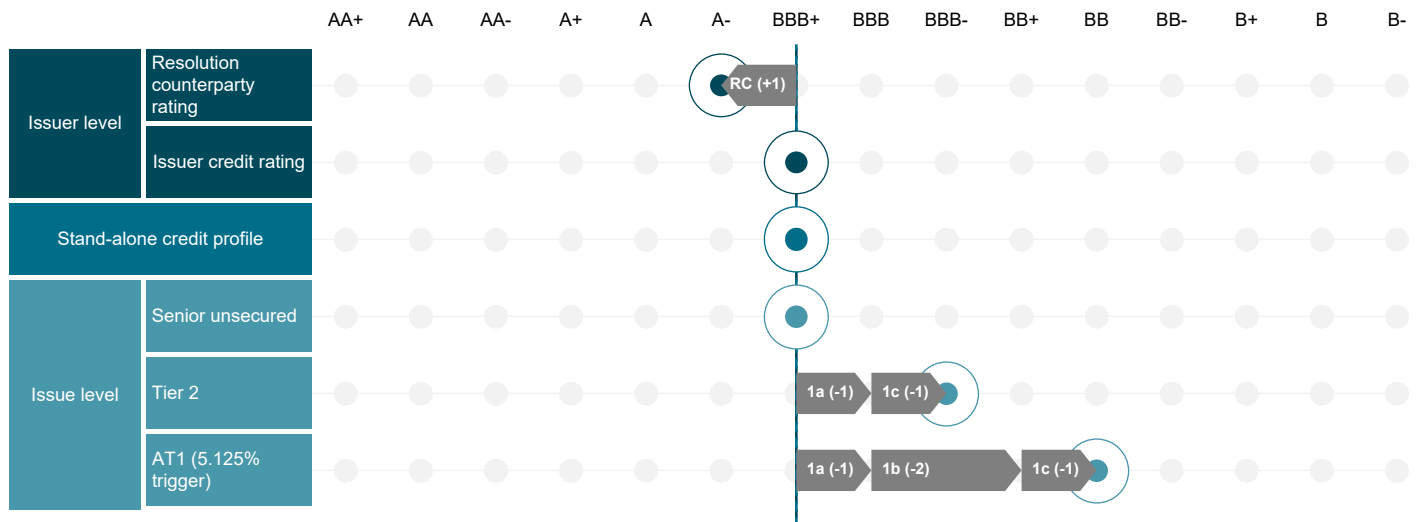 AA+ AA AA- A+ A A- BBB+ BBB BBB- BB+ BB BB- B+ B B-
Issuer level
Resolution
counterparty
rating
RC (+1)
Issuer credit rating
Stand-alone credit profile
Issue level
Senior unsecured
Tier 2
1a (-1) 1c (-1)
AT1 (5.125%
trigger)
1a (-1) 1b (-2) 1c (-1)